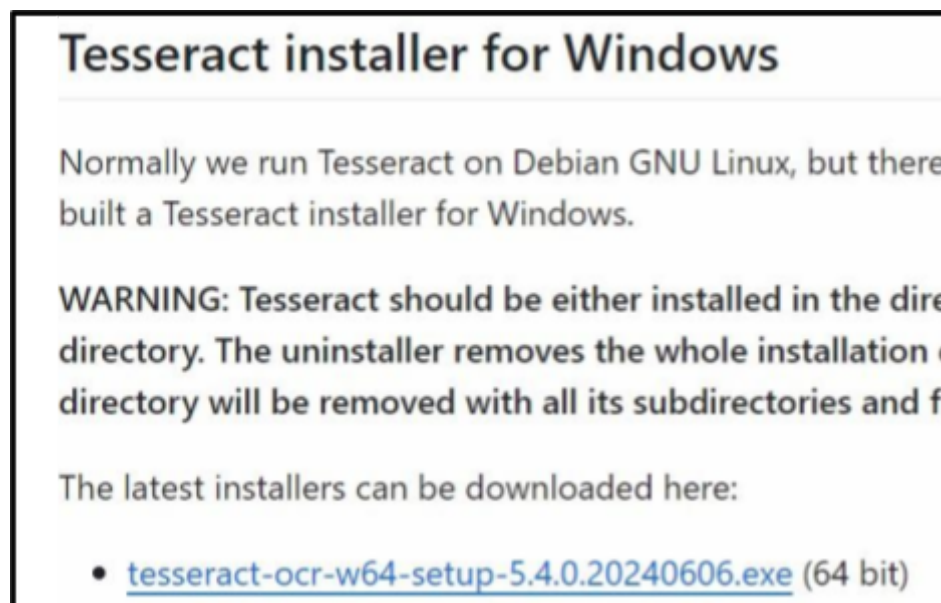 Tesseract installer for Windows
Normally we run Tesseract on Debian GNU Linux, but there
built a Tesseract installer for Windows.
WARNING: Tesseract should be either installed in the dire
directory. The uninstaller removes the whole installation
directory will be removed with all its subdirectories and f
The latest installers can be downloaded here:
• tesseract-ocr-w64-setup-5.4.0.20240606.exe (64 bit)